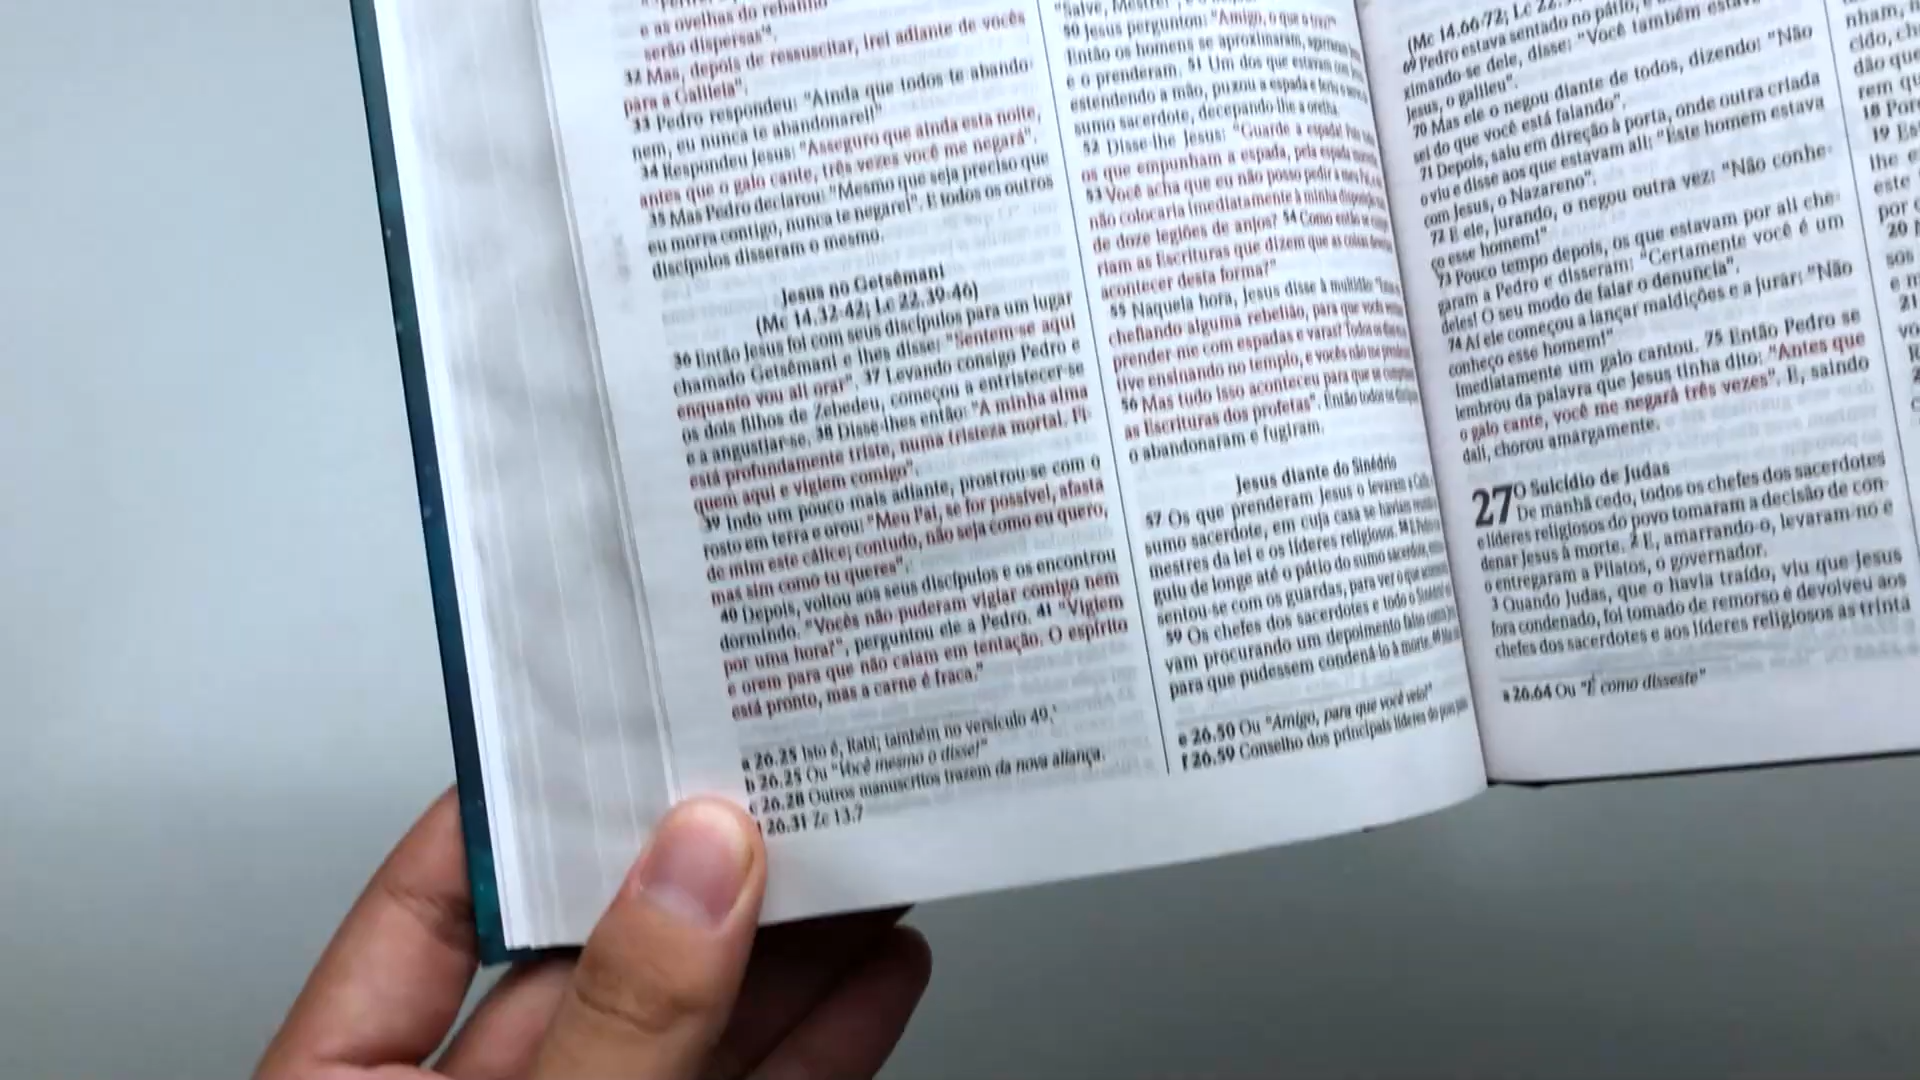 e as ovelhas do rebanho
serão dispersas'ᵈ.
32 Mas, depois de ressuscitar, irei adiante de vocês
para a Galileia".
33 Pedro respondeu: "Ainda que todos te abando-
nem, eu nunca te abandonarei!"
34 Respondeu Jesus: "Asseguro que ainda esta noite,
antes que o galo cante, três vezes você me negará".
35 Mas Pedro declarou: "Mesmo que seja preciso que
eu morra contigo, nunca te negarei". E todos os outros
discípulos disseram o mesmo.
Jesus no Getsêmani
(Mc 14.32-42; Lc 22.39-46)
36 Então Jesus foi com seus discípulos para um lugar
chamado Getsêmani e lhes disse: "Sentem-se aqui
enquanto vou ali orar". 37 Levando consigo Pedro e
os dois filhos de Zebedeu, começou a entristecer-se
e a angustiar-se. 38 Disse-lhes então: "A minha alma
está profundamente triste, numa tristeza mortal. Fi-
quem aqui e vigiem comigo".
39 Indo um pouco mais adiante, prostrou-se com o
rosto em terra e orou: "Meu Pai, se for possível, afasta
de mim este cálice; contudo, não seja como eu quero,
mas sim como tu queres".
40 Depois, voltou aos seus discípulos e os encontrou
dormindo. "Vocês não puderam vigiar comigo nem
por uma hora?", perguntou ele a Pedro. 41 "Vigiem
e orem para que não caiam em tentação. O espírito
está pronto, mas a carne é fraca."
a 26.25 Isto é, Rabi; também no versículo 49.
b 26.25 Ou "Você mesmo o disse!"
c 26.28 Outros manuscritos trazem da nova aliança.
26.31 Zc 13.7
"Salve, Mestre!", e o
50 Jesus perguntou: "Amigo, o que o traz?"
Então os homens se aproximaram, agarraram
e o prenderam. 51 Um dos que estavam com
estendendo a mão, puxou a espada e feriu o servo
sumo sacerdote, decepando-lhe a orelha.
52 Disse-lhe Jesus: "Guarde a espada! Pois
os que empunham a espada, pela espada
53 Você acha que eu não posso pedir a meu Pai,
não colocaria imediatamente à minha disposição
de doze legiões de anjos? 54 Como então se
riam as Escrituras que dizem que as coisas
acontecer desta forma?"
55 Naquela hora, Jesus disse à multidão:
chefiando alguma rebelião, para que vocês
prender-me com espadas e varas? Todos os dias
tive ensinando no templo, e vocês não me
56 Mas tudo isso aconteceu para que se
as Escrituras dos profetas". Então todos os discípulos
o abandonaram e fugiram.
Jesus diante do Sinédrio
57 Os que prenderam Jesus o levaram a
sumo sacerdote, em cuja casa se haviam
mestres da lei e os líderes religiosos. 58
guiu de longe até o pátio do sumo sacerdote,
sentou-se com os guardas, para ver o que
59 Os chefes dos sacerdotes e todo o Sinédrio
vam procurando um depoimento falso contra
para que pudessem condená-lo à morte.
e 26.50 Ou "Amigo, para que você veio?"
f 26.59 Conselho dos principais líderes do povo
(Mc 14.66-72; Lc
69 Pedro estava sentado no pátio, e
ximando-se dele, disse: "Você também estava
Jesus, o galileu".
70 Mas ele o negou diante de todos, dizendo: "Não
sei do que você está falando".
71 Depois, saiu em direção à porta, onde outra criada
o viu e disse aos que estavam ali: "Este homem estava
com Jesus, o Nazareno".
72 E ele, jurando, o negou outra vez: "Não conhe-
ço esse homem!"
73 Pouco tempo depois, os que estavam por ali che-
garam a Pedro e disseram: "Certamente você é um
deles! O seu modo de falar o denuncia".
74 Aí ele começou a lançar maldições e a jurar: "Não
conheço esse homem!"
Imediatamente um galo cantou. 75 Então Pedro se
lembrou da palavra que Jesus tinha dito: "Antes que
o galo cante, você me negará três vezes". E, saindo
dali, chorou amargamente.
O Suicídio de Judas
27 De manhã cedo, todos os chefes dos sacerdotes
e líderes religiosos do povo tomaram a decisão de con-
denar Jesus à morte. 2 E, amarrando-o, levaram-no e
o entregaram a Pilatos, o governador.
3 Quando Judas, que o havia traído, viu que Jesus
fora condenado, foi tomado de remorso e devolveu aos
chefes dos sacerdotes e aos líderes religiosos as trinta
a 26.64 Ou "É como disseste"
nham,
cido,
dão que
rem
18
19
lhe
este
por
20
sos
e
21